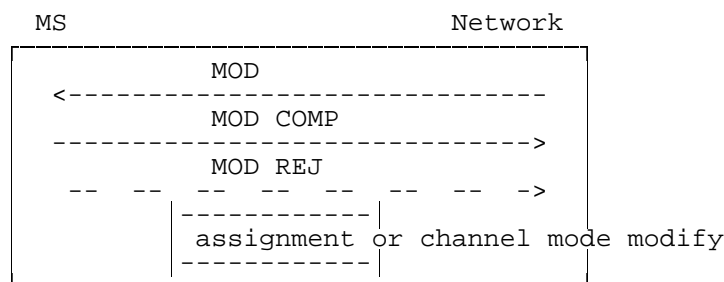 MS Network
MOD
MOD COMP
MOD REJ
assignment or channel mode modify